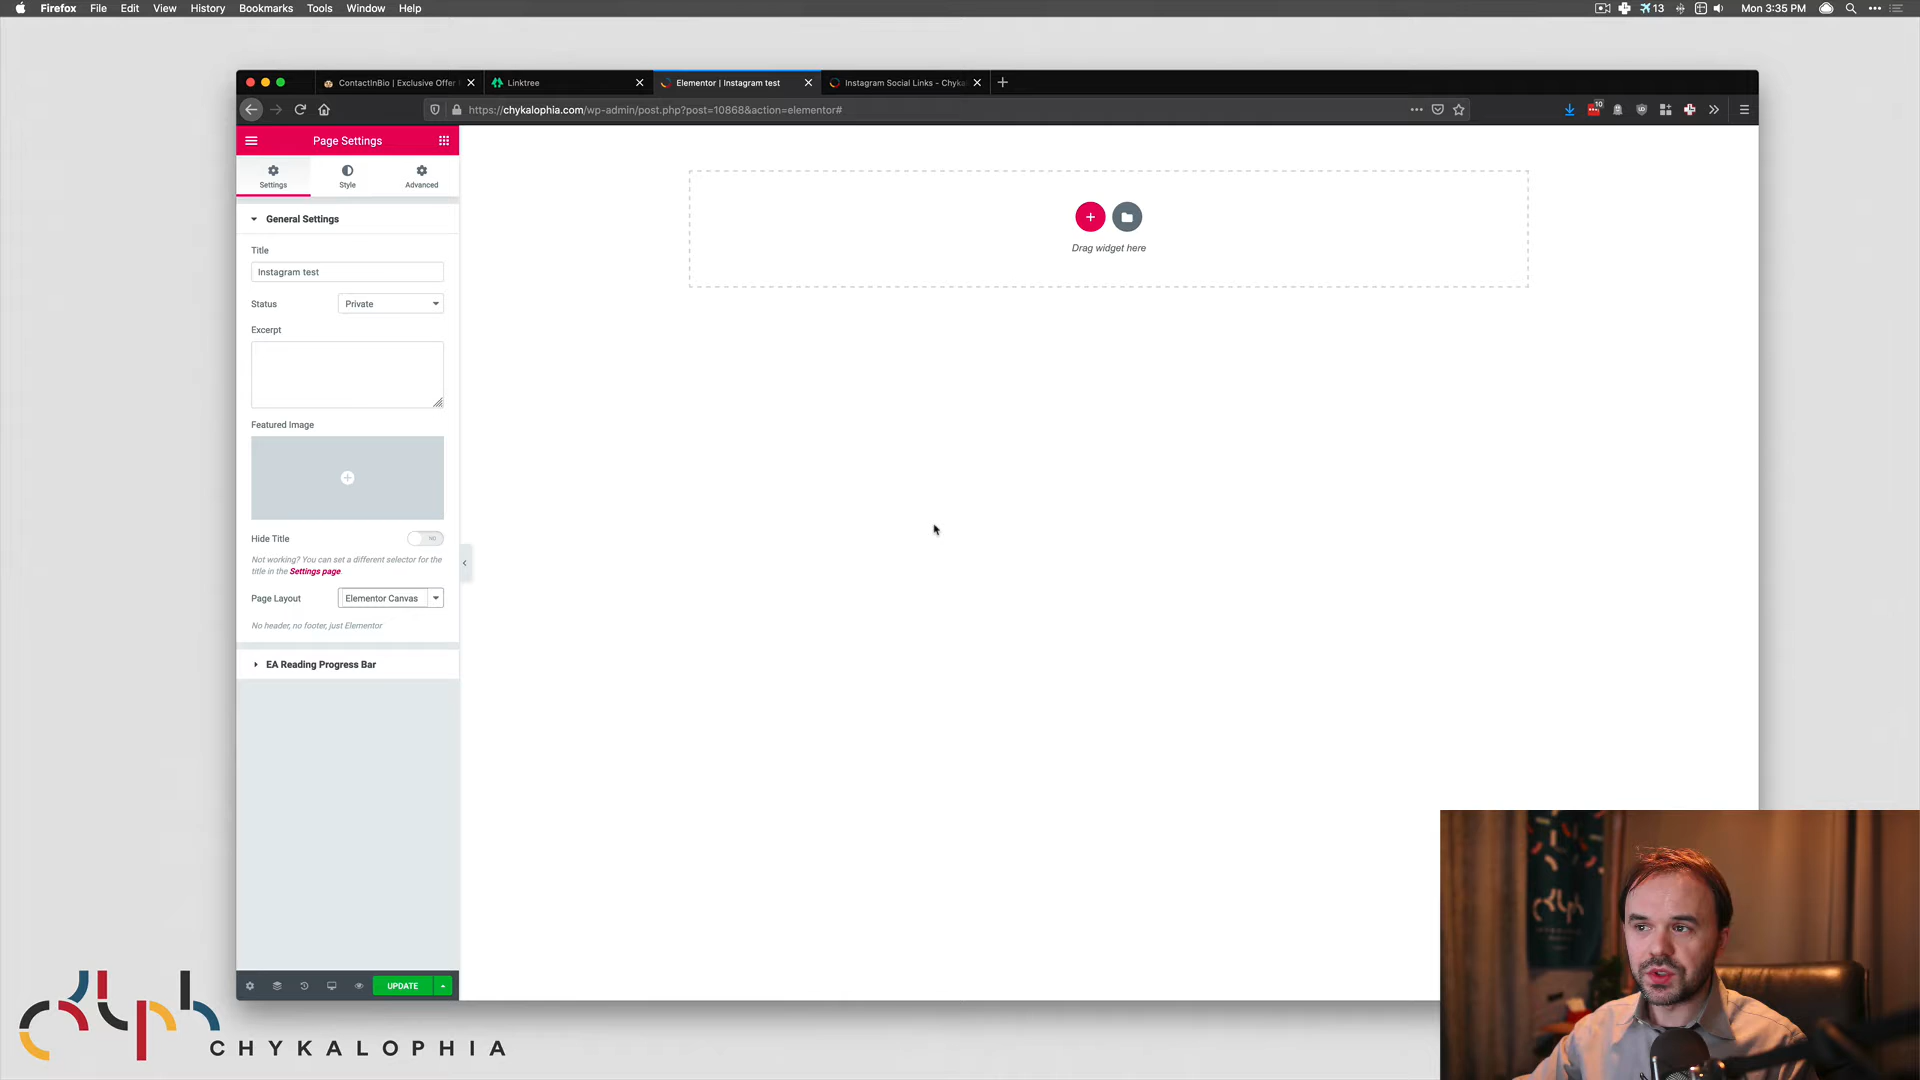 Firefox File Edit View History Bookmarks Tools Window Help
13 Mon 3:35 PM
ContactInBio | Exclusive Offer
Linktree
Elementor | Instagram test
Instagram Social Links - Chyka
https://chykalophia.com/wp-admin/post.php?post=10868&action=elementor#
10
Page Settings
Settings
Style
Advanced
General Settings
Title
Instagram test
Status
Private
Excerpt
Featured Image
Hide Title
NO
Not working? You can set a different selector for the
title in the Settings page.
Page Layout
Elementor Canvas
No header, no footer, just Elementor
EA Reading Progress Bar
UPDATE
Drag widget here
CHYKALOPHIA